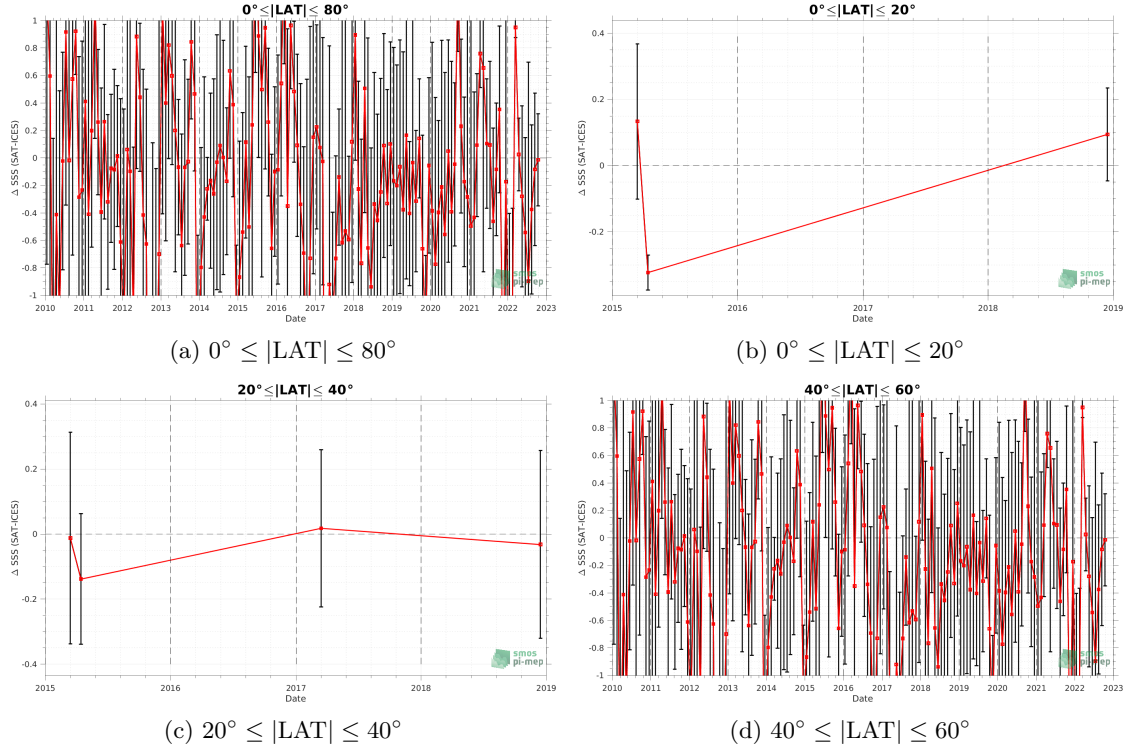 0°≤|LAT|≤ 80°
Δ SSS (SAT-ICES)
1
0.8
0.6
0.4
0.2
0
-0.2
-0.4
-0.6
-0.8
-1
2010 2011 2012 2013 2014 2015 2016 2017 2018 2019 2020 2021 2022 2023
Date
smos
pi-mep
(a) 0° ≤ |LAT| ≤ 80°
0°≤|LAT|≤ 20°
Δ SSS (SAT-ICES)
0.4
0.2
0
-0.2
2015 2016 2017 2018 2019
Date
smos
pi-mep
(b) 0° ≤ |LAT| ≤ 20°
20°≤|LAT|≤ 40°
Δ SSS (SAT-ICES)
0.4
0.2
0
-0.2
-0.4
2015 2016 2017 2018 2019
Date
smos
pi-mep
(c) 20° ≤ |LAT| ≤ 40°
40°≤|LAT|≤ 60°
Δ SSS (SAT-ICES)
1
0.8
0.6
0.4
0.2
0
-0.2
-0.4
-0.6
-0.8
-1
2010 2011 2012 2013 2014 2015 2016 2017 2018 2019 2020 2021 2022 2023
Date
smos
pi-mep
(d) 40° ≤ |LAT| ≤ 60°